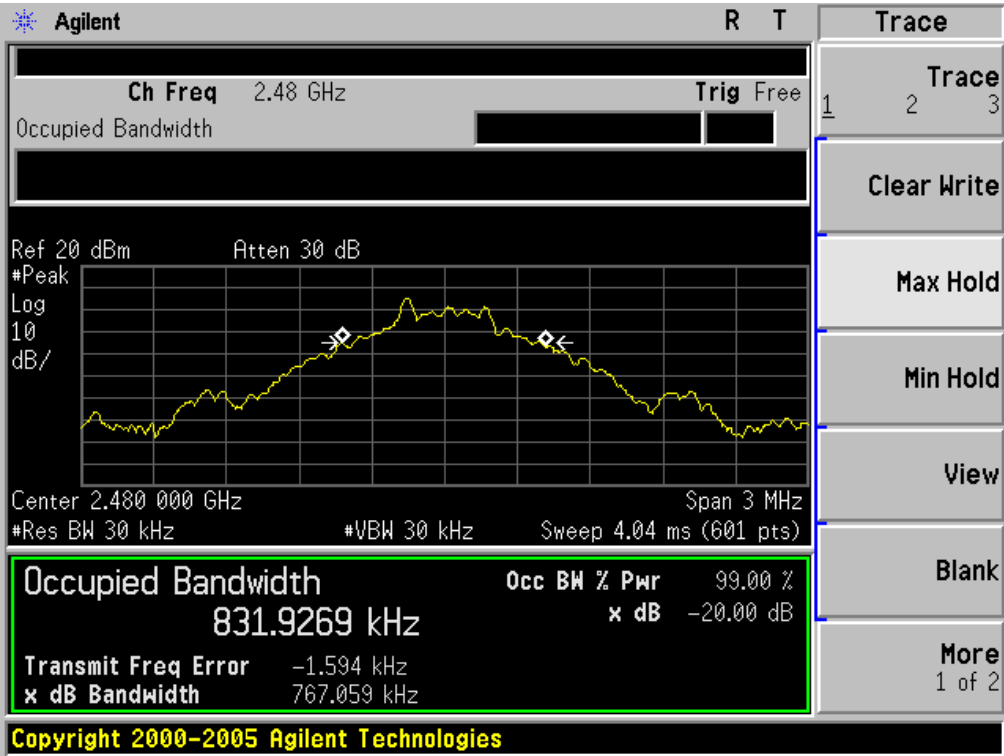 Agilent R T Trace
Ch Freq 2.48 GHz Trig Free
Occupied Bandwidth
Trace
1 2 3
Clear Write
Max Hold
Min Hold
View
Blank
More
1 of 2
Ref 20 dBm Atten 30 dB
#Peak
Log
10
dB/
Center 2.480 000 GHz Span 3 MHz
#Res BW 30 kHz #VBW 30 kHz Sweep 4.04 ms (601 pts)
Occupied Bandwidth
831.9269 kHz
Occ BW % Pwr 99.00 %
x dB -20.00 dB
Transmit Freq Error -1.594 kHz
x dB Bandwidth 767.059 kHz
Copyright 2000-2005 Agilent Technologies